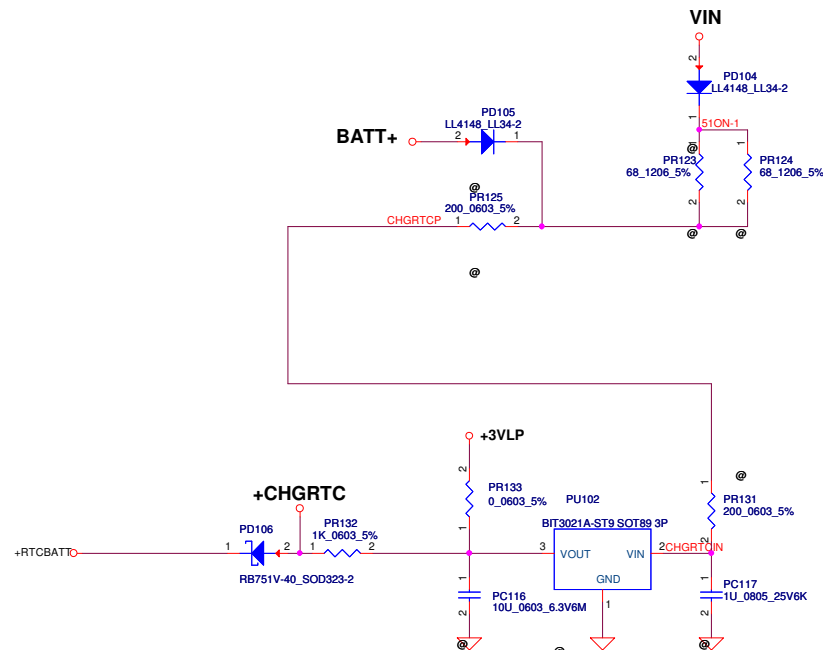 VIN
2
PD104
LL4148_LL34-2
1
51ON-1
PD105
LL4148_LL34-2
BATT+
2
1
@
1
1
PR123
68_1206_5%
PR124
68_1206_5%
2
2
@
PR125
200_0603_5%
CHGRTCP
1
2
@
@
@
+3VLP
2
PR133
0_0603_5%
1
@
1
PR131
200_0603_5%
2
+CHGRTC
PU102
BIT3021A-ST9 SOT89 3P
PD106
PR132
1K_0603_5%
+RTCBATT
1
2
1
2
3
VOUT
VIN
2
CHGRTCIN
RB751V-40_SOD323-2
GND
1
1
PC116
10U_0603_6.3V6M
2
1
PC117
1U_0805_25V6K
2
@
@
@